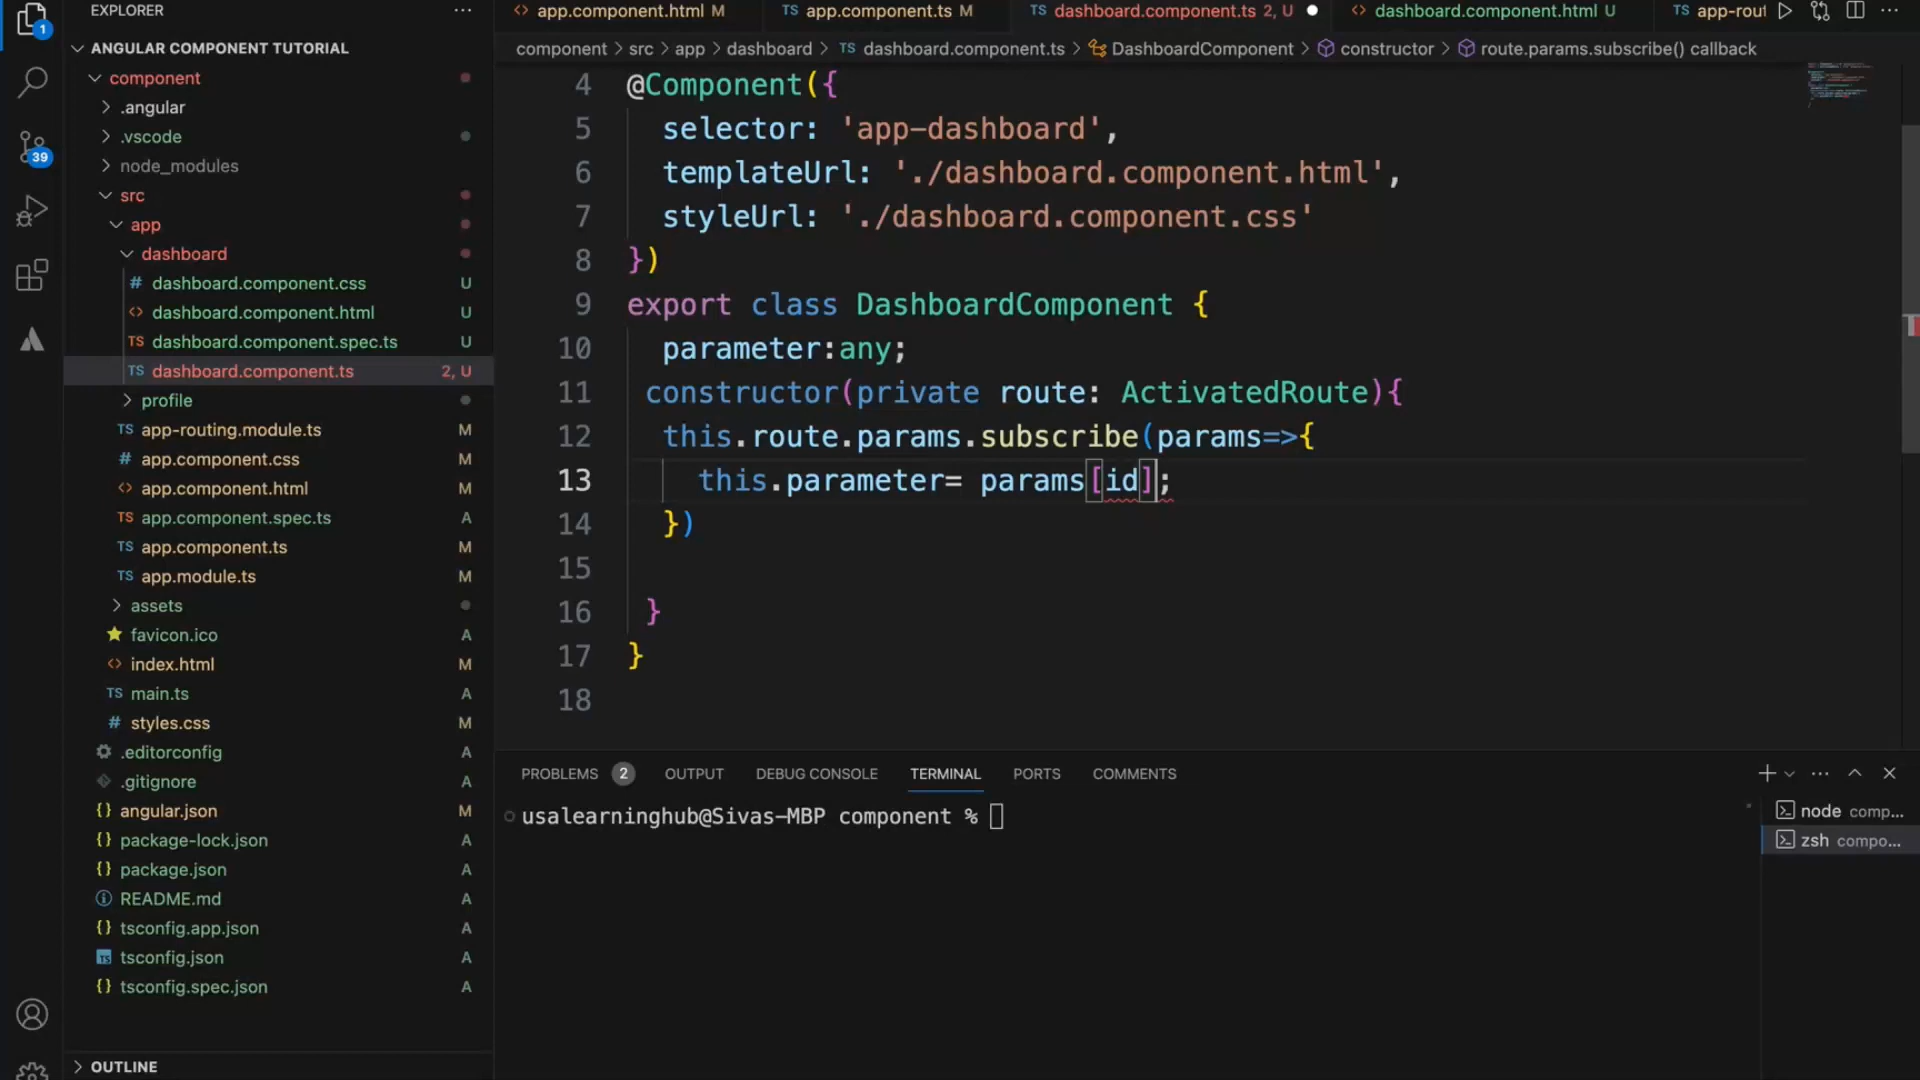 EXPLORER
ANGULAR COMPONENT TUTORIAL
component
.angular
.vscode
node_modules
src
app
dashboard
dashboard.component.css U
dashboard.component.html U
dashboard.component.spec.ts U
dashboard.component.ts 2, U
profile
app-routing.module.ts M
app.component.css M
app.component.html M
app.component.spec.ts A
app.component.ts M
app.module.ts M
assets
favicon.ico A
index.html M
main.ts A
styles.css M
.editorconfig A
.gitignore A
angular.json M
package-lock.json A
package.json A
README.md A
tsconfig.app.json A
tsconfig.json A
tsconfig.spec.json A
OUTLINE
1
39
app.component.html M
TS app.component.ts M
TS dashboard.component.ts 2, U
dashboard.component.html U
TS app-rout
component > src > app > dashboard > TS dashboard.component.ts > DashboardComponent > constructor > route.params.subscribe() callback
4 @Component({
5 selector: 'app-dashboard',
6 templateUrl: './dashboard.component.html',
7 styleUrl: './dashboard.component.css'
8 })
9 export class DashboardComponent {
10 parameter:any;
11 constructor(private route: ActivatedRoute){
12 this.route.params.subscribe(params=>{
13 this.parameter= params[id];
14 })
15
16 }
17 }
18
PROBLEMS 2 OUTPUT DEBUG CONSOLE TERMINAL PORTS COMMENTS
usalearninghub@Sivas-MBP component %
node comp...
zsh compo...